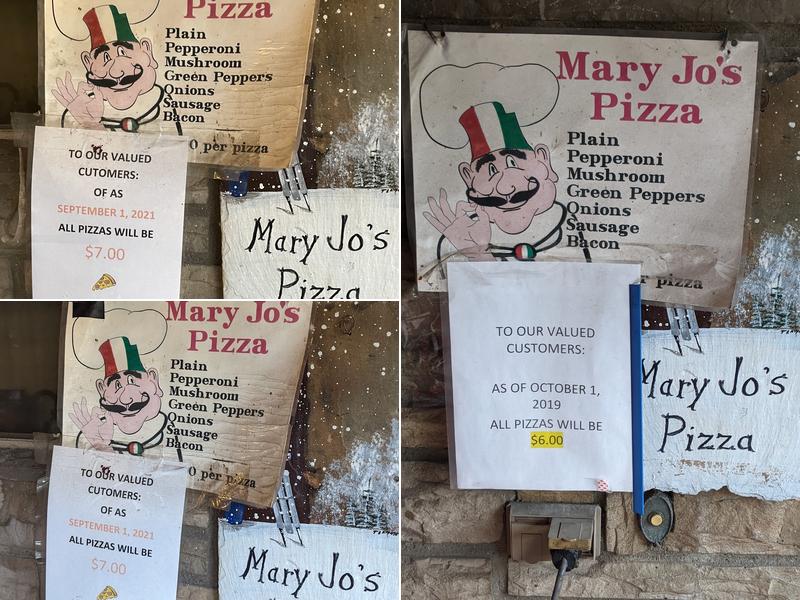 Pizza
Plain
Pepperoni
Mushroom
Green Peppers
Onions
Sausage
Bacon
0 per pizza
TO OUR VALUED
CUTOMERS:
OF AS
SEPTEMBER 1, 2021
ALL PIZZAS WILL BE
$7.00
Mary Jo's
Pizza
Mary Jo's
Pizza
Plain
Pepperoni
Mushroom
Green Peppers
Onions
Sausage
Bacon
0 per pizza
TO OUR VALUED
CUTOMERS:
OF AS
SEPTEMBER 1, 2021
ALL PIZZAS WILL BE
$7.00
Mary Jo's
Mary Jo's
Pizza
Plain
Pepperoni
Mushroom
Green Peppers
Onions
Sausage
Bacon
r pizza
TO OUR VALUED
CUSTOMERS:
AS OF OCTOBER 1,
2019
ALL PIZZAS WILL BE
$6.00
Mary Jo's
Pizza